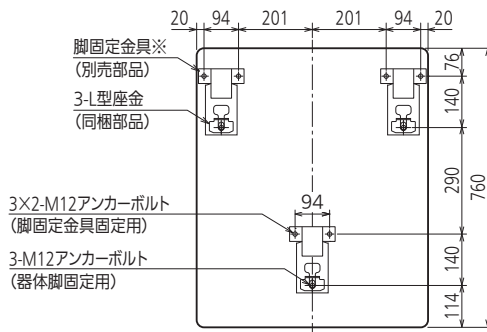 20 94 201 201 94 20
脚固定金具※
(別売部品)
3-L型座金
(同梱部品)
76
140
290
760
3×2-M12アンカーボルト
(脚固定金具固定用)
94
3-M12アンカーボルト
(器体脚固定用)
140
114